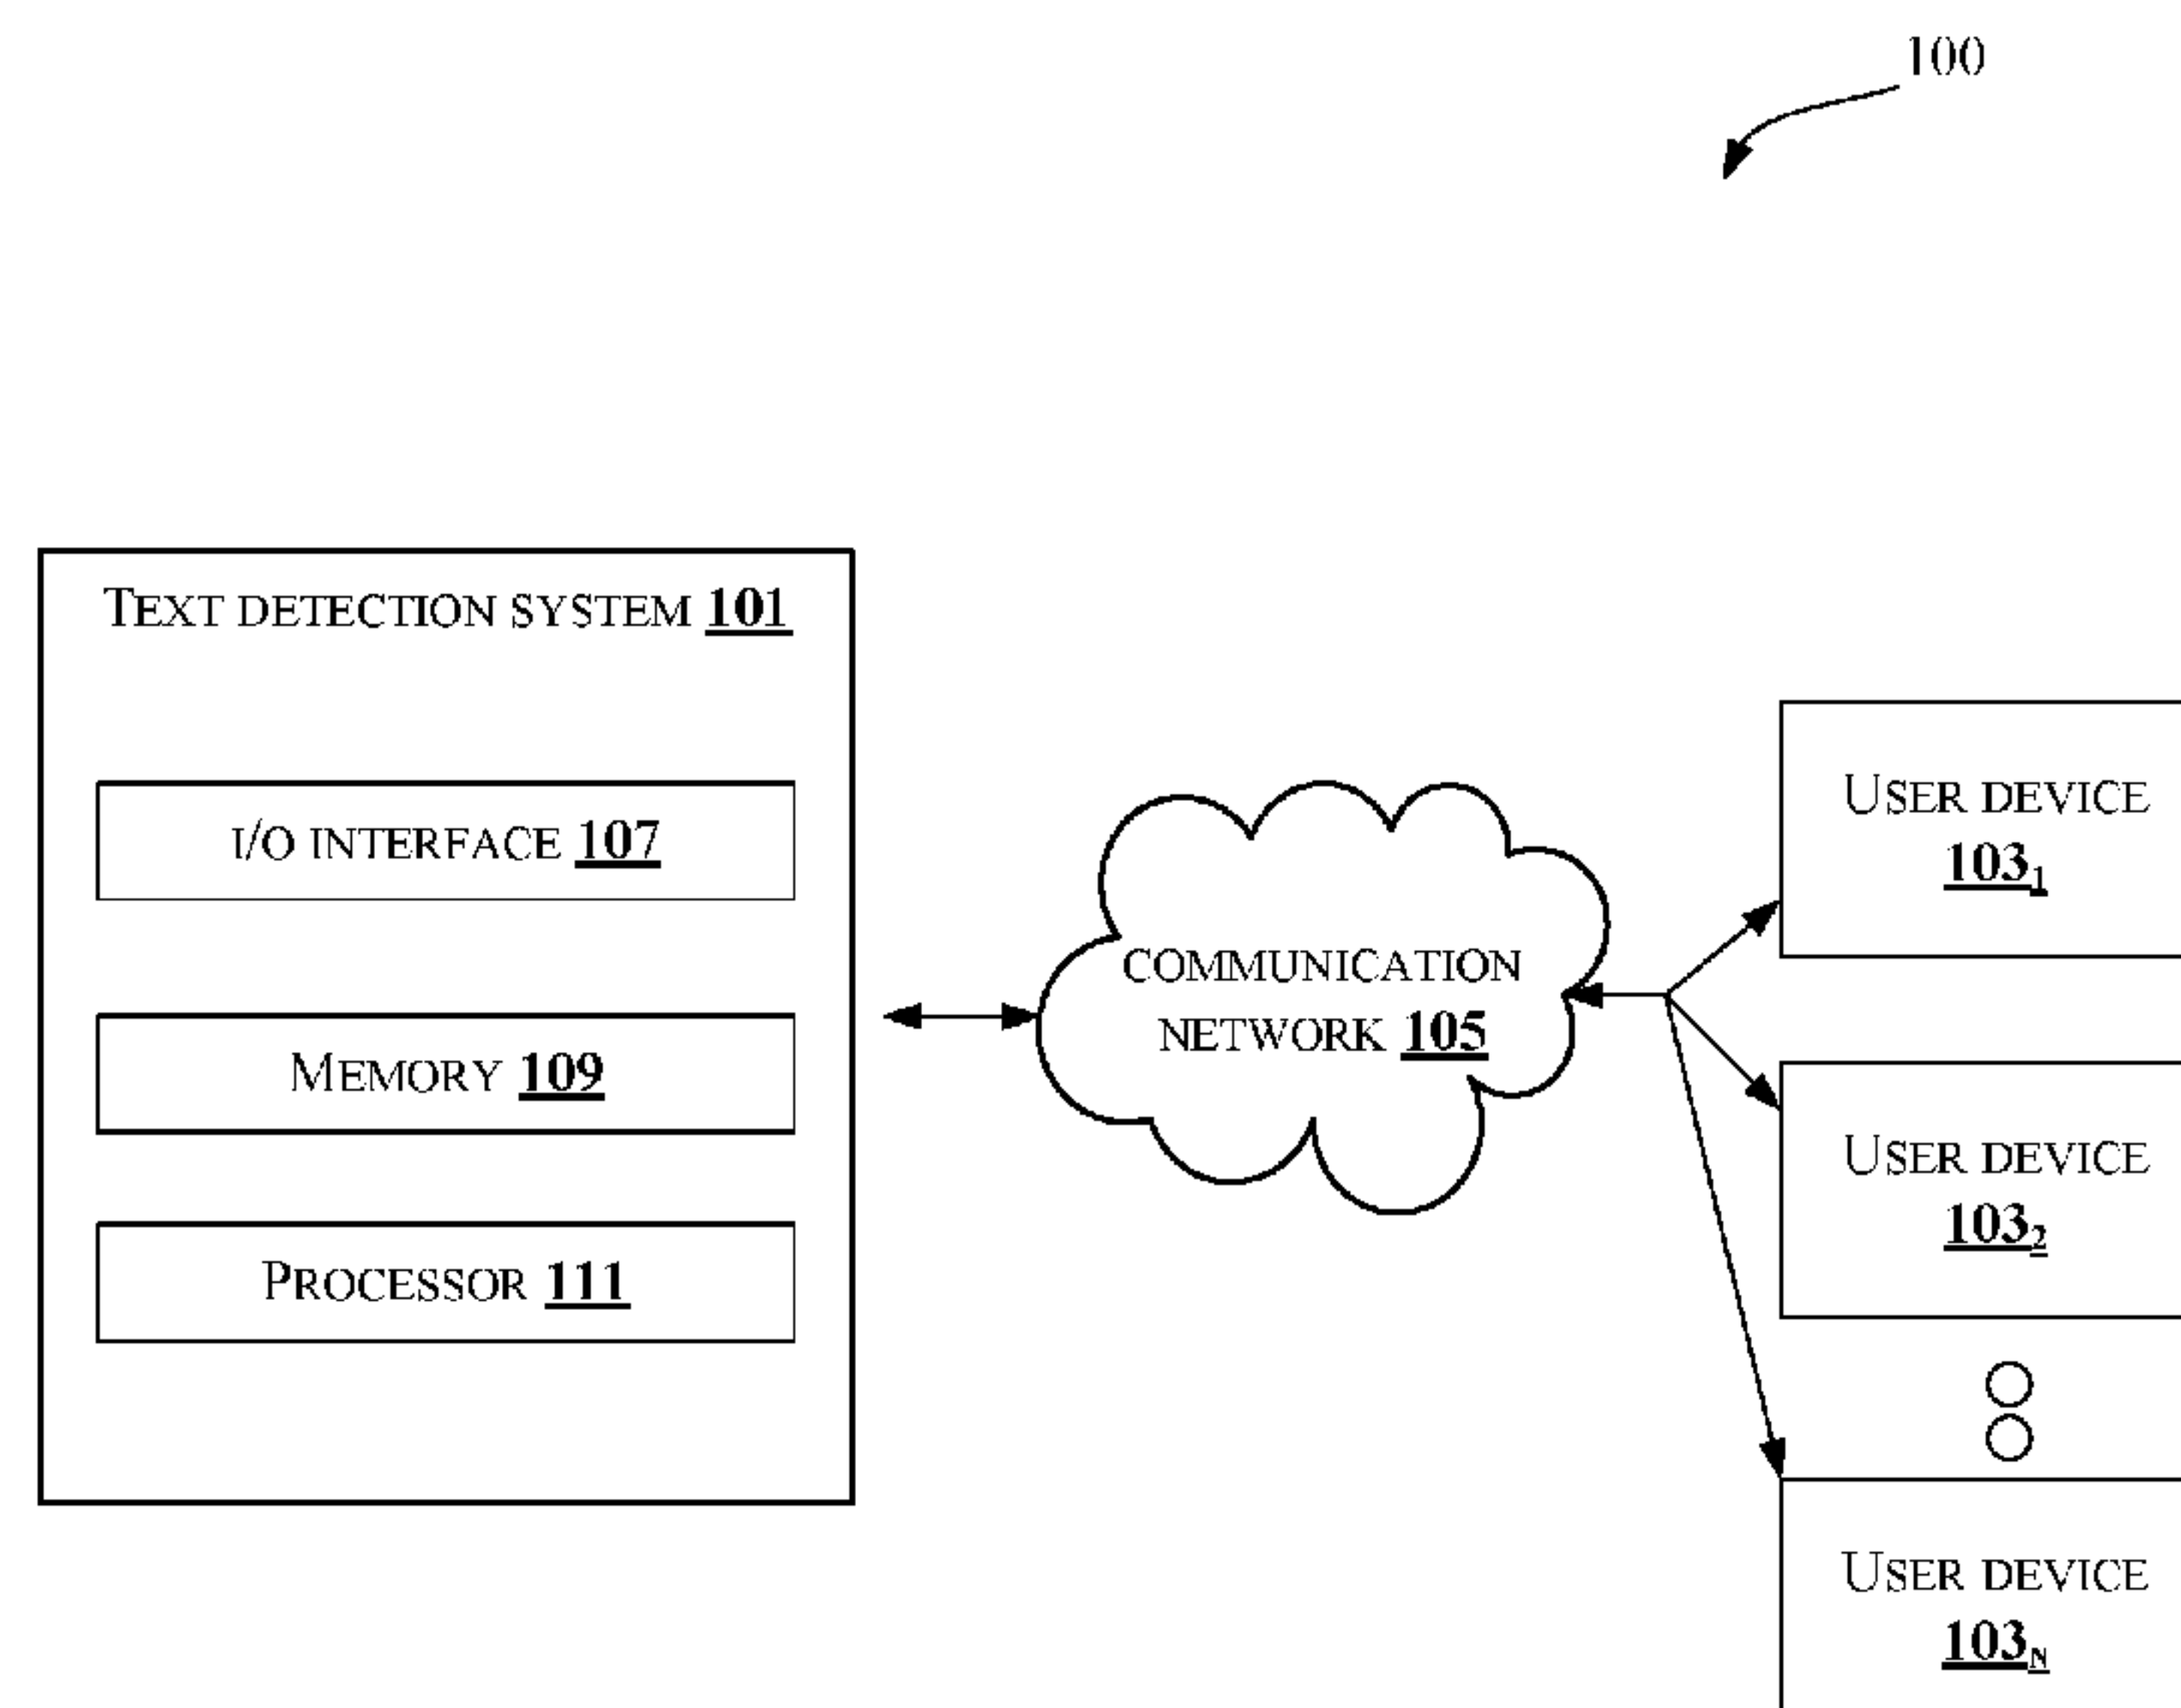 100
TEXT DETECTION SYSTEM 101
I/O INTERFACE 107
MEMORY 109
PROCESSOR 111
COMMUNICATION
NETWORK 105
USER DEVICE
103₁
USER DEVICE
103₂
USER DEVICE
103ₙ